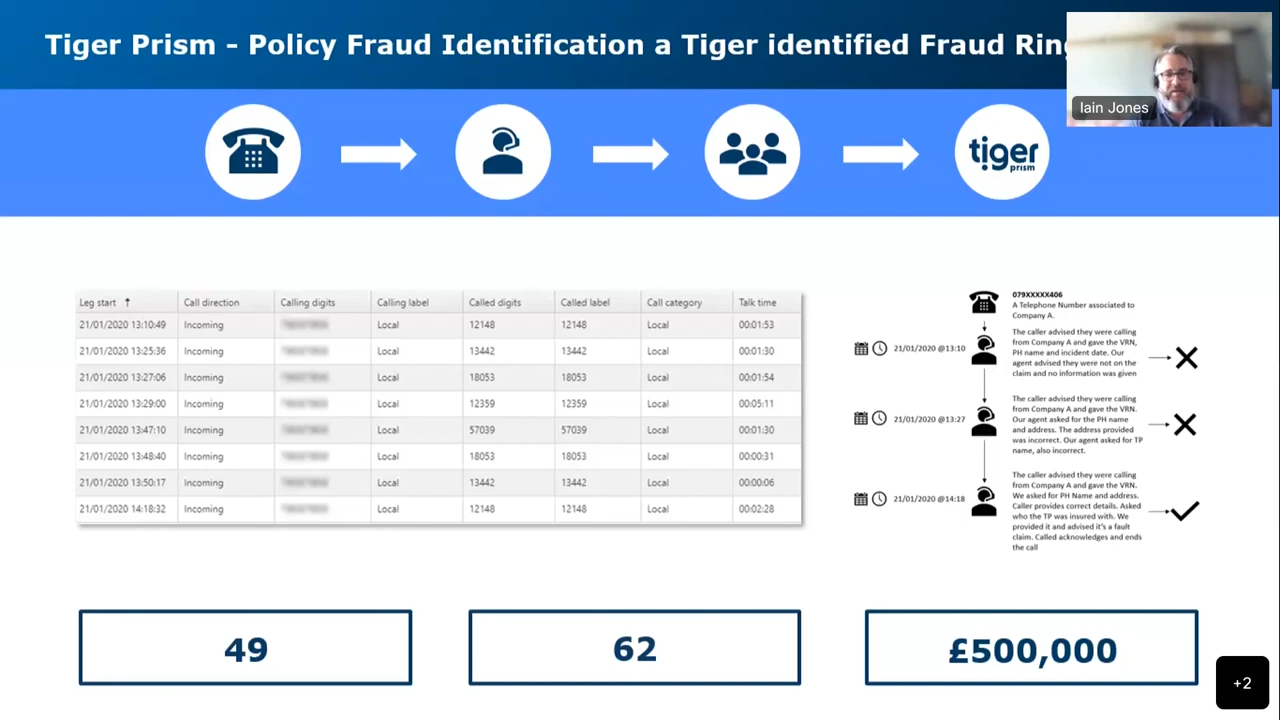 Tiger Prism - Policy Fraud Identification a Tiger identified Fraud Ring
Iain Jones
tiger
prism
Leg start ↑ Call direction Calling digits Calling label Called digits Called label Call category Talk time
21/01/2020 13:10:49 Incoming Local 12148 12148 Local 00:01:53
21/01/2020 13:25:36 Incoming Local 13442 13442 Local 00:01:30
21/01/2020 13:27:06 Incoming Local 18053 18053 Local 00:01:54
21/01/2020 13:29:00 Incoming Local 12359 12359 Local 00:05:11
21/01/2020 13:47:10 Incoming Local 57039 57039 Local 00:01:30
21/01/2020 13:48:40 Incoming Local 18053 18053 Local 00:00:31
21/01/2020 13:50:17 Incoming Local 13442 13442 Local 00:00:06
21/01/2020 14:18:32 Incoming Local 12148 12148 Local 00:02:28
079XXXXX406
A Telephone Number associated to
Company A.
21/01/2020 @13:10
The caller advised they were calling
from Company A and gave the VRN,
PH name and incident date. Our
agent advised they were not on the
claim and no information was given
21/01/2020 @13:27
The caller advised they were calling
from Company A and gave the VRN.
Our agent asked for the PH name
and address. The address provided
was incorrect. Our agent asked for TP
name, also incorrect.
21/01/2020 @14:18
The caller advised they were calling
from Company A and gave the VRN.
We asked for PH Name and address.
Caller provides correct details. Asked
who the TP was insured with. We
provided it and advised it's a fault
claim. Called acknowledges and ends
the call
49
62
£500,000
+2